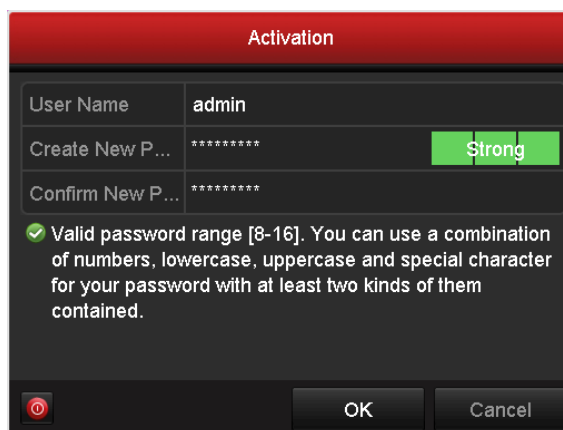 Activation
User Name admin
Create New P... ********* Strong
Confirm New P... *********
Valid password range [8-16]. You can use a combination
of numbers, lowercase, uppercase and special character
for your password with at least two kinds of them
contained.
OK Cancel